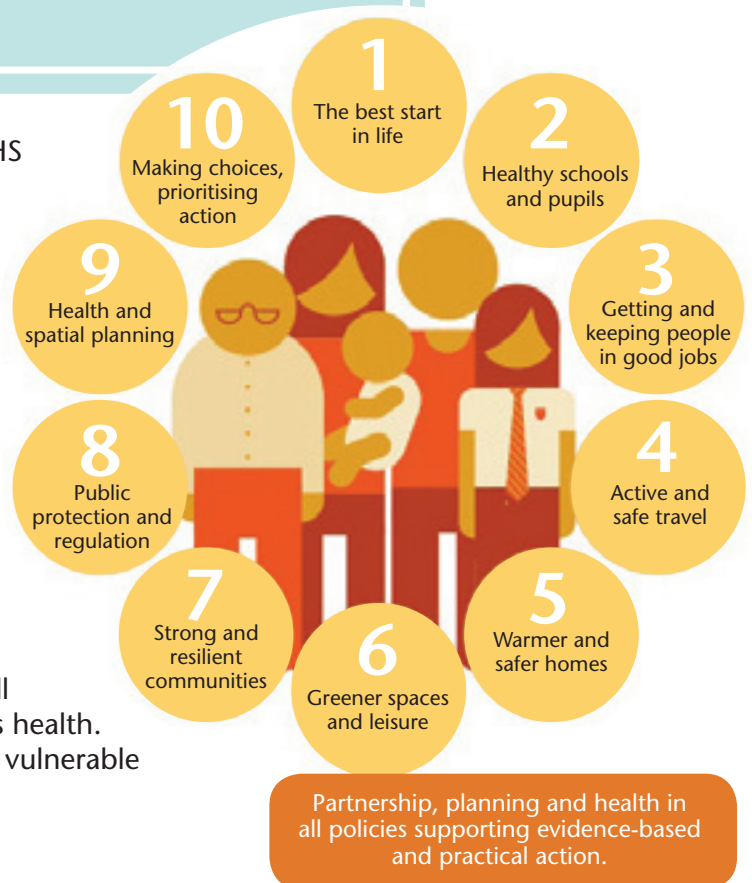 1
The best start
in life
2
Healthy schools
and pupils
3
Getting and
keeping people
in good jobs
4
Active and
safe travel
5
Warmer and
safer homes
6
Greener spaces
and leisure
7
Strong and
resilient
communities
8
Public
protection and
regulation
9
Health and
spatial planning
10
Making choices,
prioritising
action
health.
vulnerable
Partnership, planning and health in
all policies supporting evidence-based
and practical action.